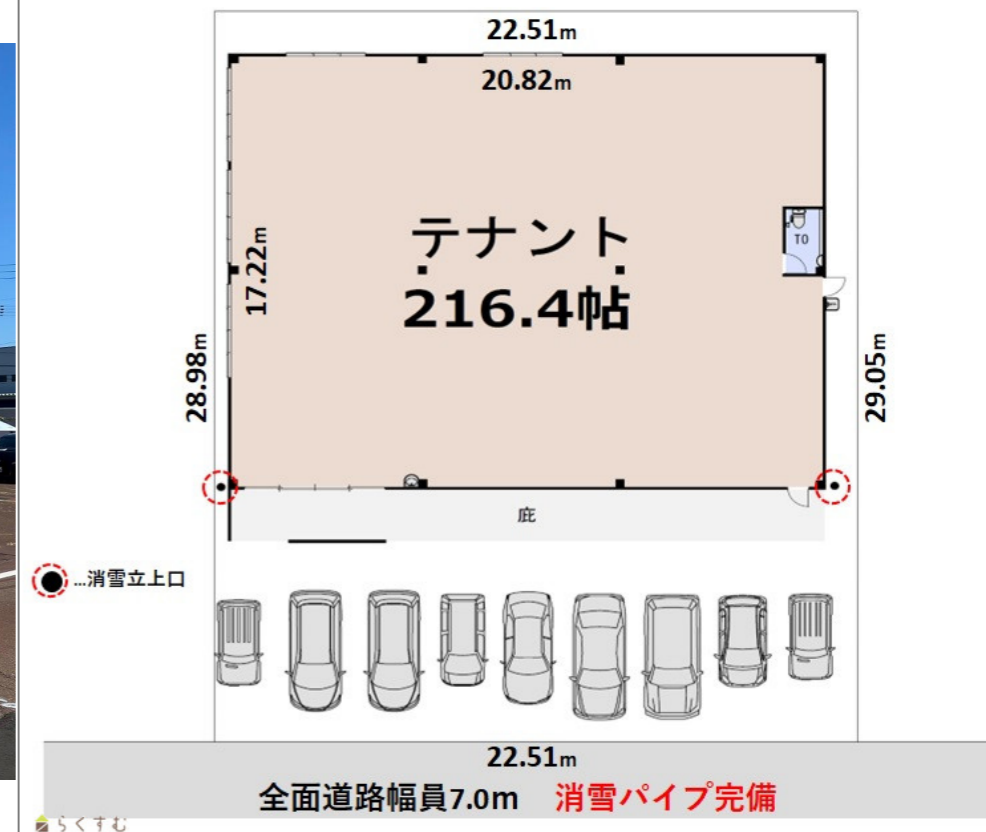 22.51m
20.82m
テナント
216.4帖
17.22m
TO
28.98m
29.05m
庇
...消雪立上口
22.51m
全面道路幅員7.0m 消雪パイプ完備
らくすむ